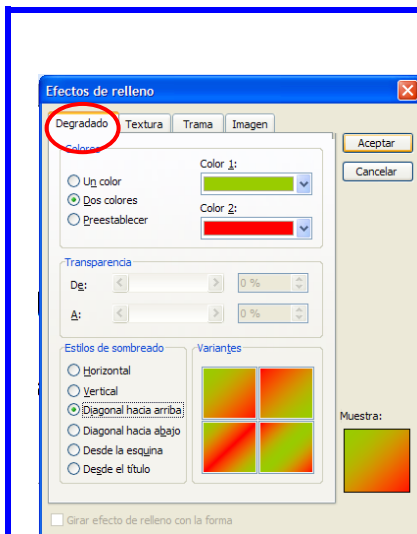 Efectos de relleno
Degradado Textura Trama Imagen
Aceptar
Cancelar
Colores
Color 1:
Un color
Dos colores
Preestablecer
Color 2:
Transparencia
De: 0 %
A: 0 %
Estilos de sombreado
Horizontal
Vertical
Diagonal hacia arriba
Diagonal hacia abajo
Desde la esquina
Desde el título
Variantes
Muestra:
Girar efecto de relleno con la forma